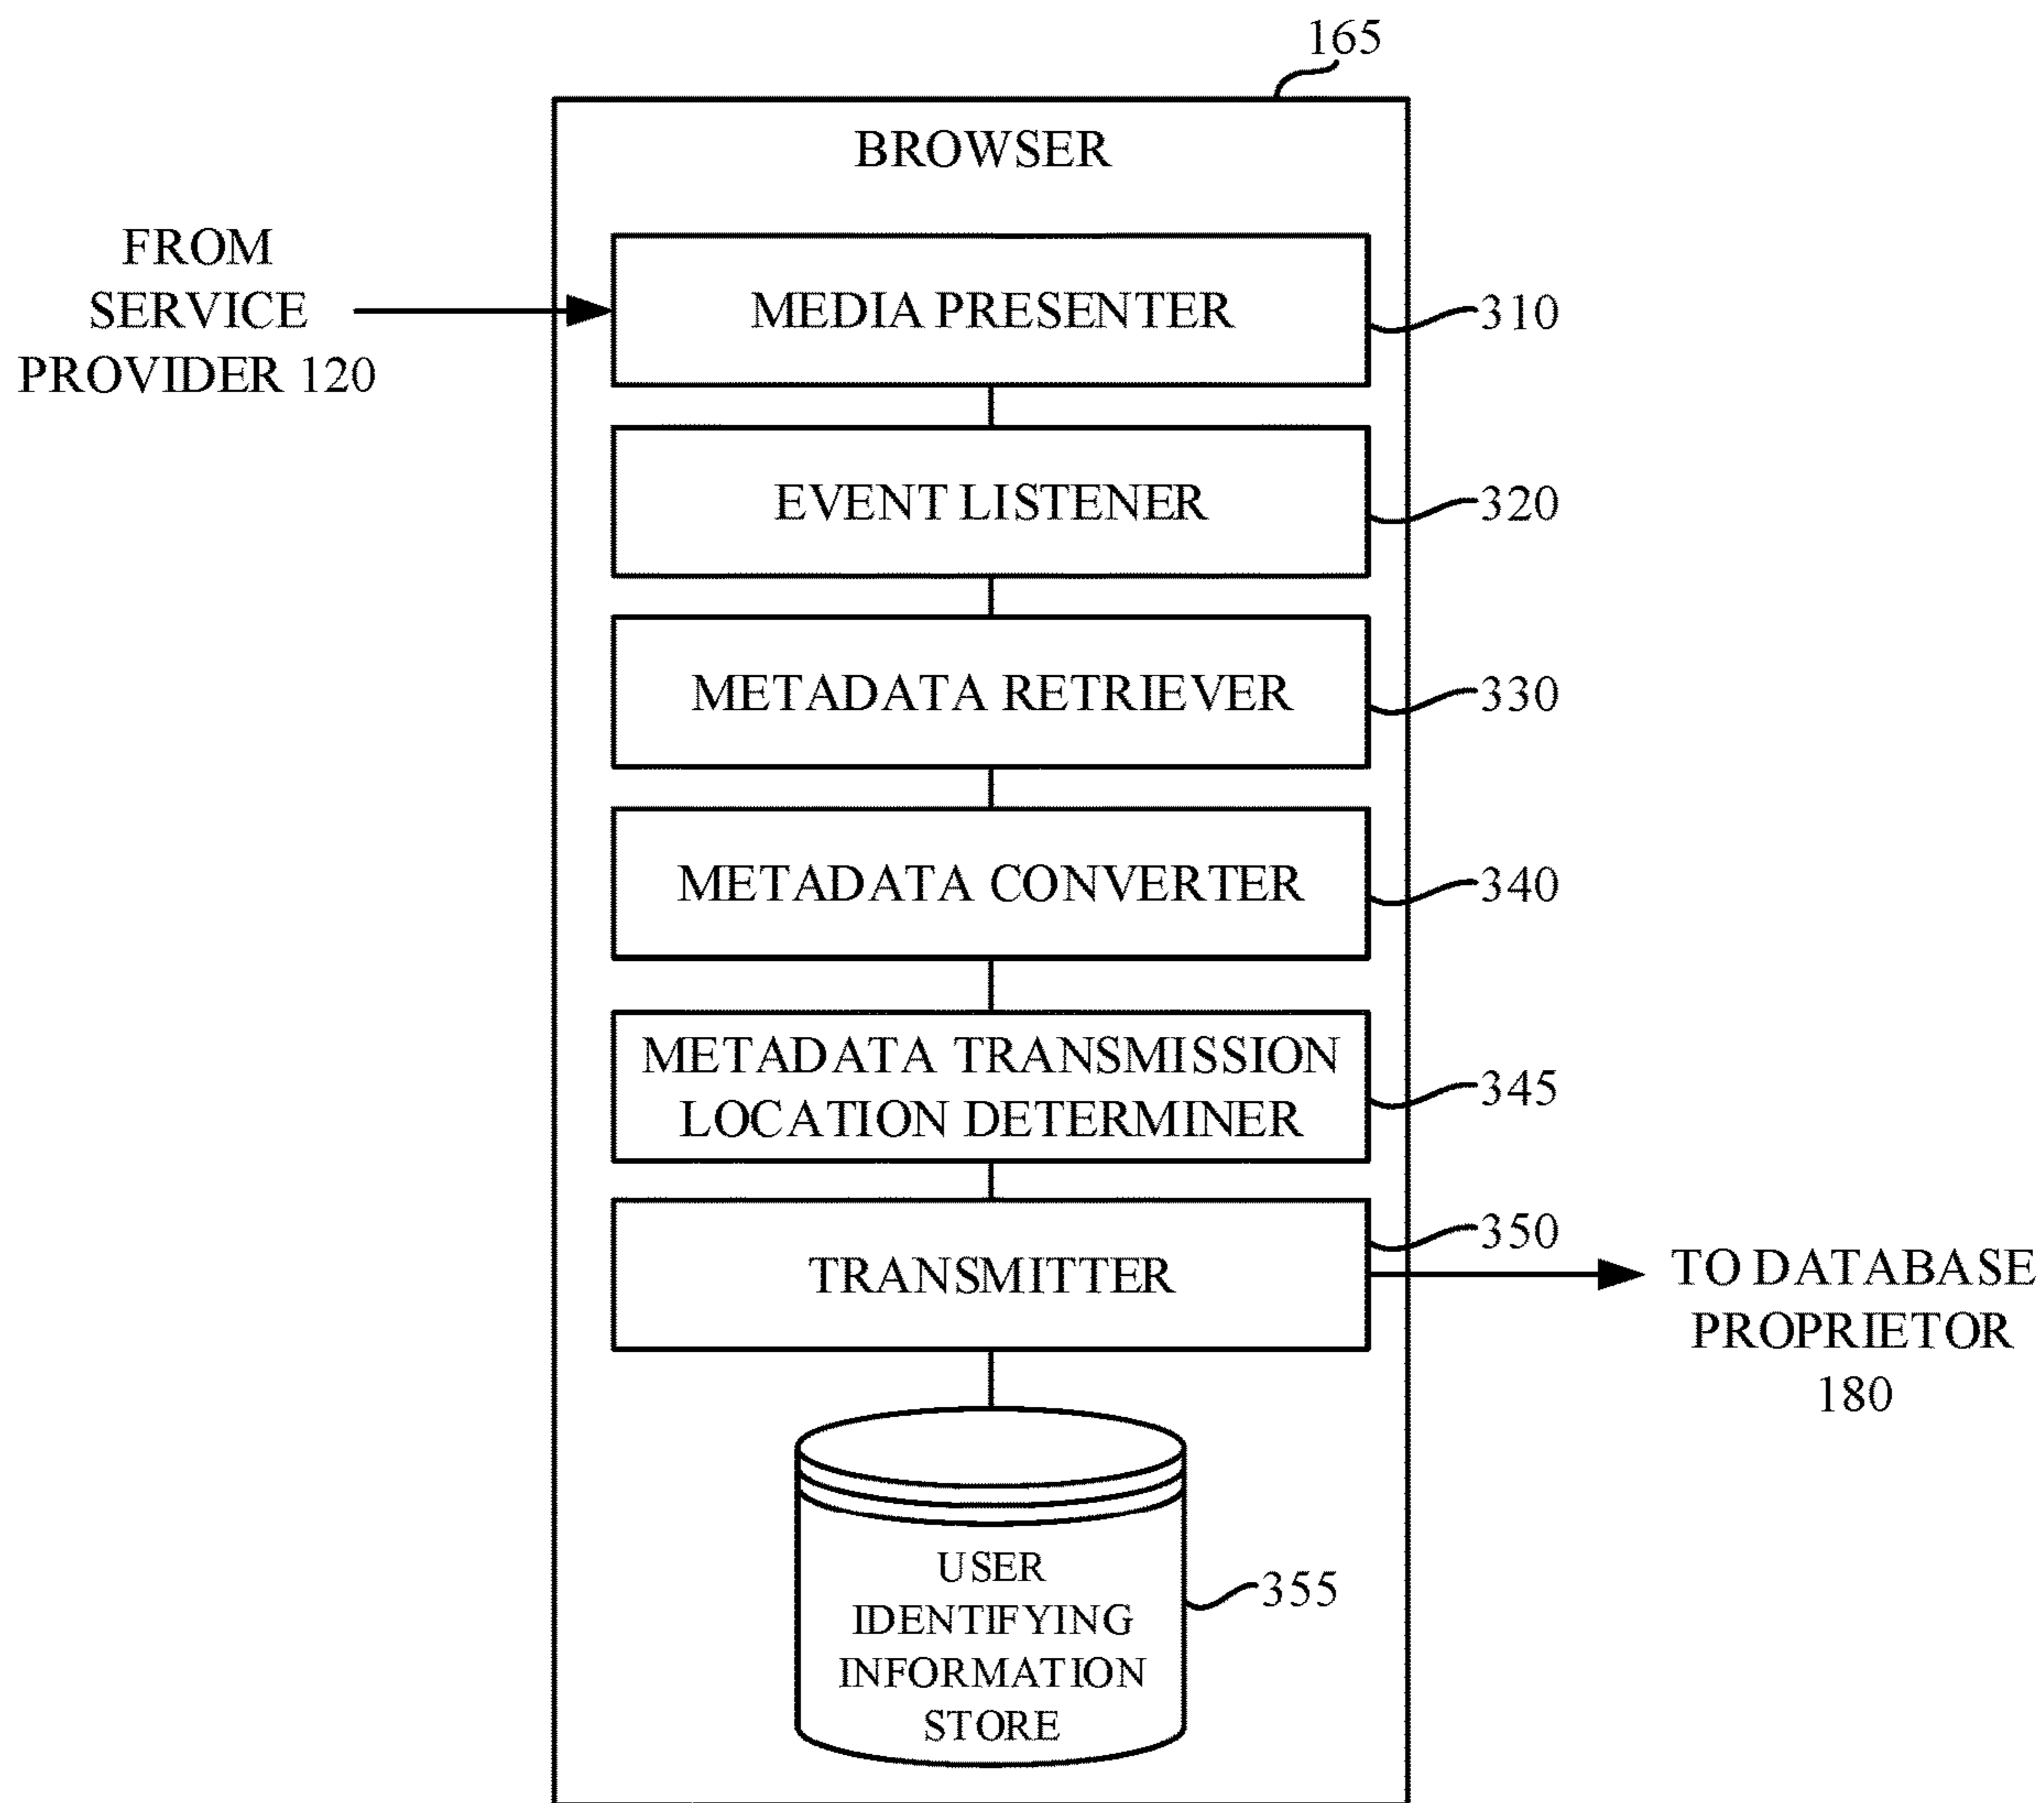 165
BROWSER
FROM
SERVICE
PROVIDER 120
MEDIA PRESENTER
310
EVENT LISTENER
320
METADATA RETRIEVER
330
METADATA CONVERTER
340
METADATA TRANSMISSION
LOCATION DETERMINER
345
TRANSMITTER
350
TO DATABASE
PROPRIETOR
180
USER
IDENTIFYING
INFORMATION
STORE
355